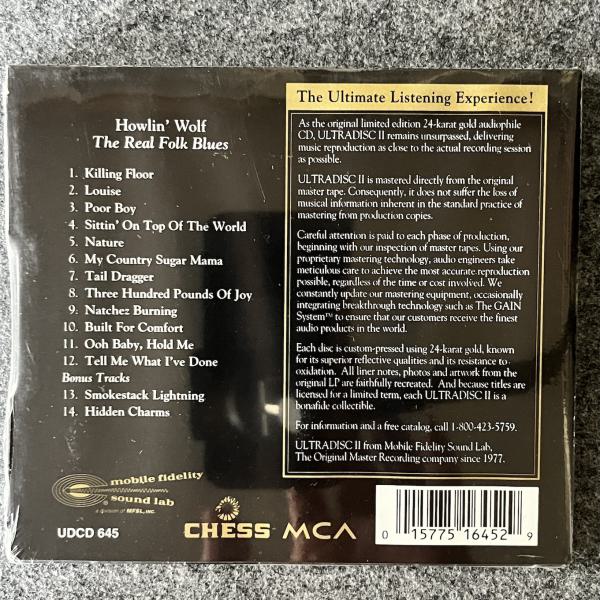 Howlin' Wolf
The Real Folk Blues
1. Killing Floor
2. Louise
3. Poor Boy
4. Sittin' On Top Of The World
5. Nature
6. My Country Sugar Mama
7. Tail Dragger
8. Three Hundred Pounds Of Joy
9. Natchez Burning
10. Built For Comfort
11. Ooh Baby, Hold Me
12. Tell Me What I've Done
Bonus Tracks
13. Smokestack Lightning
14. Hidden Charms
mobile fidelity
sound lab
a division of MFSL, INC.
UDCD 645
The Ultimate Listening Experience!
As the original limited edition 24-karat gold audiophile
CD, ULTRADISC II remains unsurpassed, delivering
music reproduction as close to the actual recording session
as possible.
ULTRADISC II is mastered directly from the original
master tape. Consequently, it does not suffer the loss of
musical information inherent in the standard practice of
mastering from production copies.
Careful attention is paid to each phase of production,
beginning with our inspection of master tapes. Using our
proprietary mastering technology, audio engineers take
meticulous care to achieve the most accurate reproduction
possible, regardless of the time or cost involved. We
constantly update our mastering equipment, occasionally
integrating breakthrough technology such as The GAIN
System™ to ensure that our customers receive the finest
audio products in the world.
Each disc is custom-pressed using 24-karat gold, known
for its superior reflective qualities and its resistance to
oxidation. All liner notes, photos and artwork from the
original LP are faithfully recreated. And because titles are
licensed for a limited term, each ULTRADISC II is a
bonafide collectible.
For information and a free catalog, call 1-800-423-5759.
ULTRADISC II from Mobile Fidelity Sound Lab,
The Original Master Recording company since 1977.
CHESS MCA
0 15775 16452 9